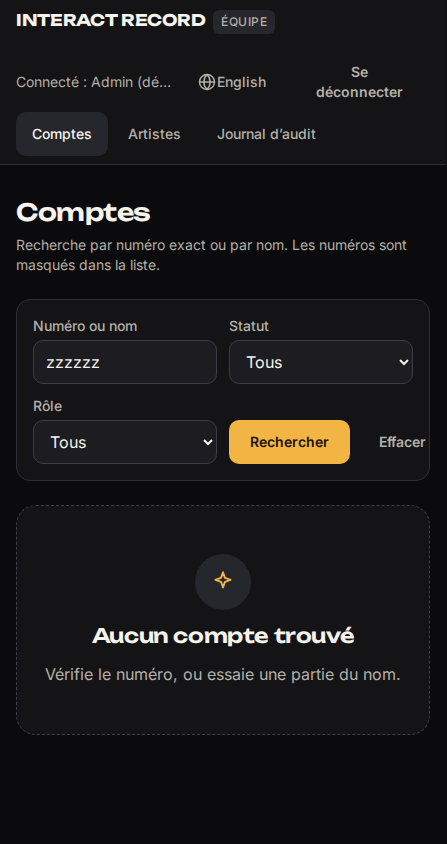 INTERACT RECORD ÉQUIPE
Connecté : Admin (dé...
English
Se
déconnecter
Comptes
Artistes
Journal d’audit
Comptes
Recherche par numéro exact ou par nom. Les numéros sont
masqués dans la liste.
Numéro ou nom
Statut
zzzzzz
Tous
Rôle
Tous
Rechercher
Effacer
Aucun compte trouvé
Vérifie le numéro, ou essaie une partie du nom.